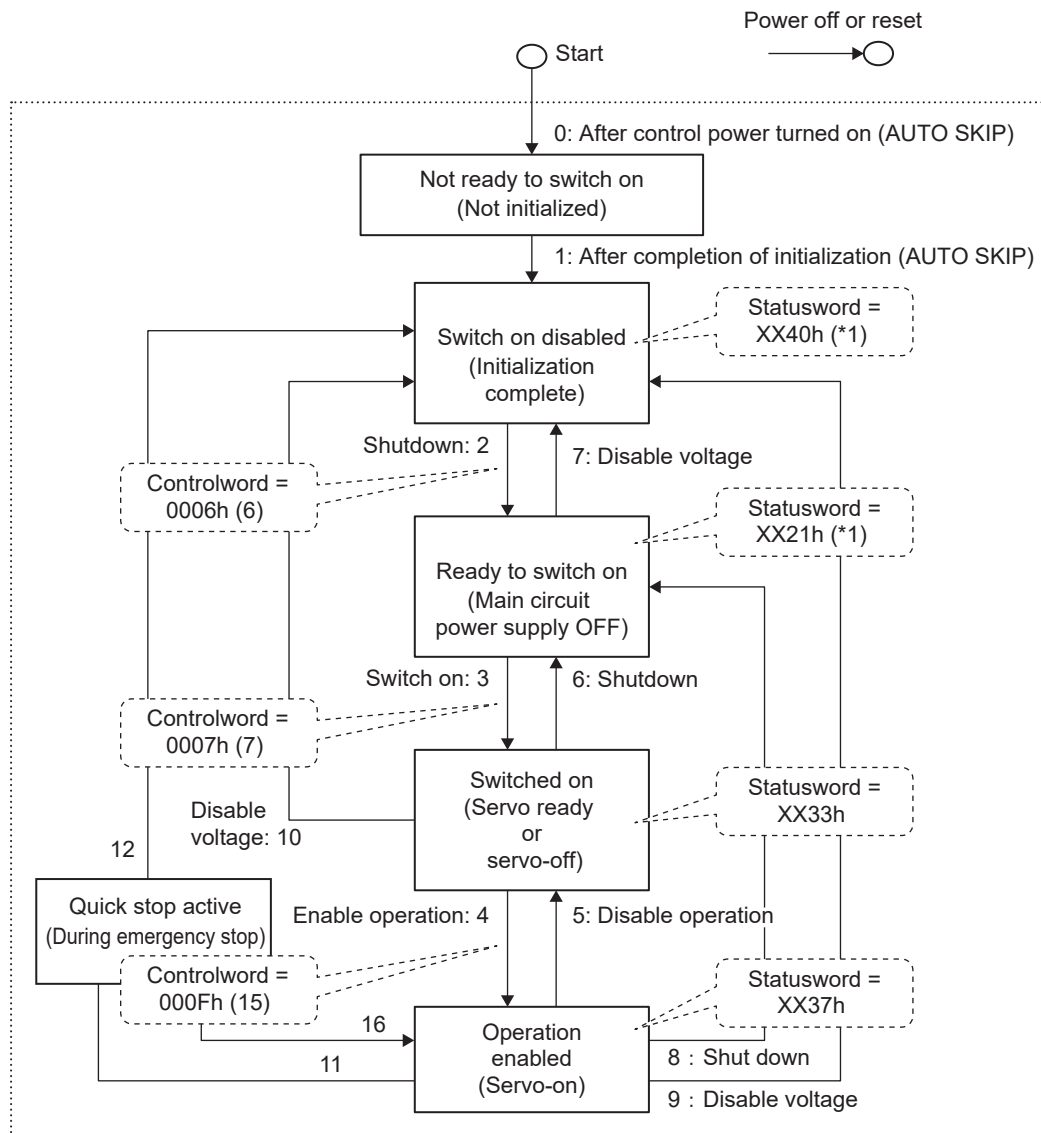 Power off or reset
Start
0: After control power turned on (AUTO SKIP)
Not ready to switch on
(Not initialized)
1: After completion of initialization (AUTO SKIP)
Statusword =
XX40h (*1)
Switch on disabled
(Initialization
complete)
Shutdown: 2
7: Disable voltage
Controlword =
0006h (6)
Statusword =
XX21h (*1)
Ready to switch on
(Main circuit
power supply OFF)
Switch on: 3
6: Shutdown
Controlword =
0007h (7)
Switched on
(Servo ready
or
servo-off)
Statusword =
XX33h
Disable
voltage: 10
12
Quick stop active
(During emergency stop)
Enable operation: 4
5: Disable operation
Controlword =
000Fh (15)
Statusword =
XX37h
16
11
Operation
enabled
(Servo-on)
8 : Shut down
9 : Disable voltage